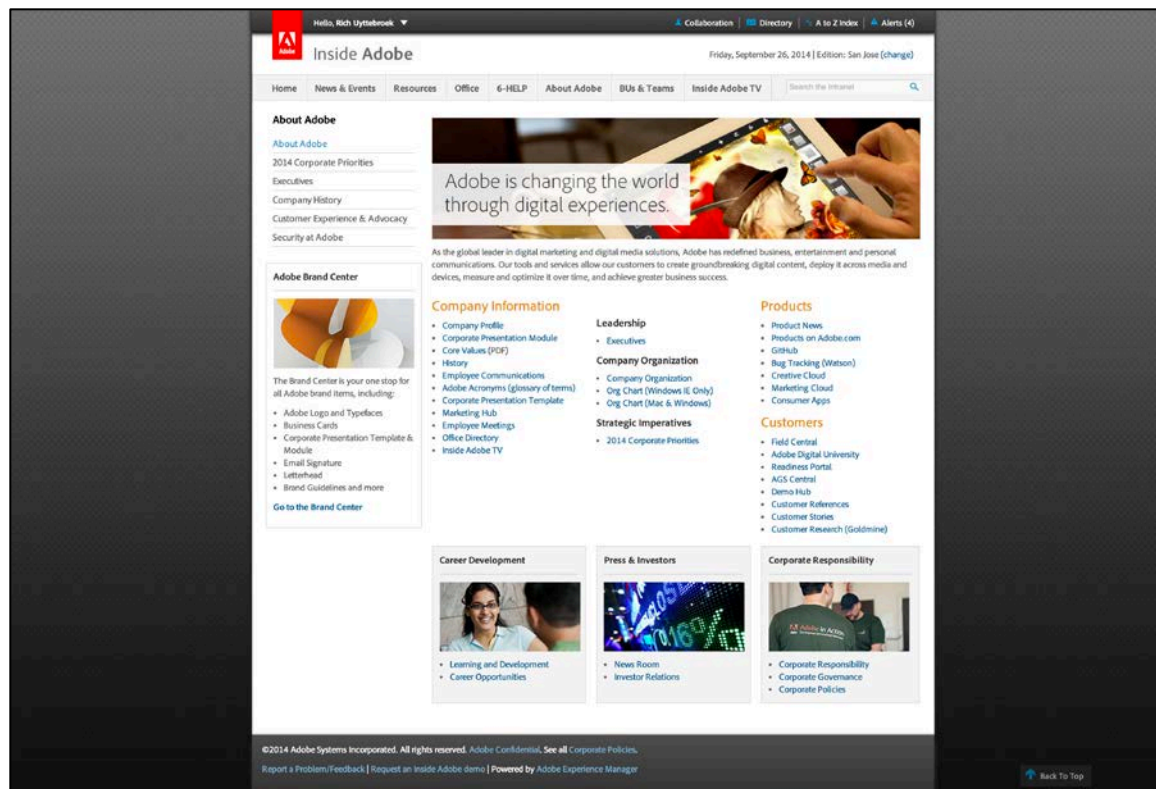 Hello, Rich Uyttebroek ▼
Collaboration | Directory | A to Z Index | Alerts (4)
Adobe
Inside Adobe
Friday, September 26, 2014 | Edition: San Jose (change)
Home News & Events Resources Office 6-HELP About Adobe BUs & Teams Inside Adobe TV
Search the Intranet
About Adobe
About Adobe
2014 Corporate Priorities
Executives
Company History
Customer Experience & Advocacy
Security at Adobe
Adobe Brand Center
The Brand Center is your one stop for
all Adobe brand items, including:
• Adobe Logo and Typefaces
• Business Cards
• Corporate Presentation Template &
Module
• Email Signature
• Letterhead
• Brand Guidelines and more
Go to the Brand Center
Adobe is changing the world
through digital experiences.
As the global leader in digital marketing and digital media solutions, Adobe has redefined business, entertainment and personal
communications. Our tools and services allow our customers to create groundbreaking digital content, deploy it across media and
devices, measure and optimize it over time, and achieve greater business success.
Company Information
• Company Profile
• Corporate Presentation Module
• Core Values (PDF)
• History
• Employee Communications
• Adobe Acronyms (glossary of terms)
• Corporate Presentation Template
• Marketing Hub
• Employee Meetings
• Office Directory
• Inside Adobe TV
Leadership
• Executives
Company Organization
• Company Organization
• Org Chart (Windows IE Only)
• Org Chart (Mac & Windows)
Strategic Imperatives
• 2014 Corporate Priorities
Products
• Product News
• Products on Adobe.com
• GitHub
• Bug Tracking (Watson)
• Creative Cloud
• Marketing Cloud
• Consumer Apps
Customers
• Field Central
• Adobe Digital University
• Readiness Portal
• AGS Central
• Demo Hub
• Customer References
• Customer Stories
• Customer Research (Goldmine)
Career Development
• Learning and Development
• Career Opportunities
Press & Investors
CLOSE
016%
• News Room
• Investor Relations
Corporate Responsibility
Adobe in Action
• Corporate Responsibility
• Corporate Governance
• Corporate Policies
©2014 Adobe Systems Incorporated. All rights reserved. Adobe Confidential. See all Corporate Policies.
Report a Problem/Feedback | Request an Inside Adobe demo | Powered by Adobe Experience Manager
Back To Top